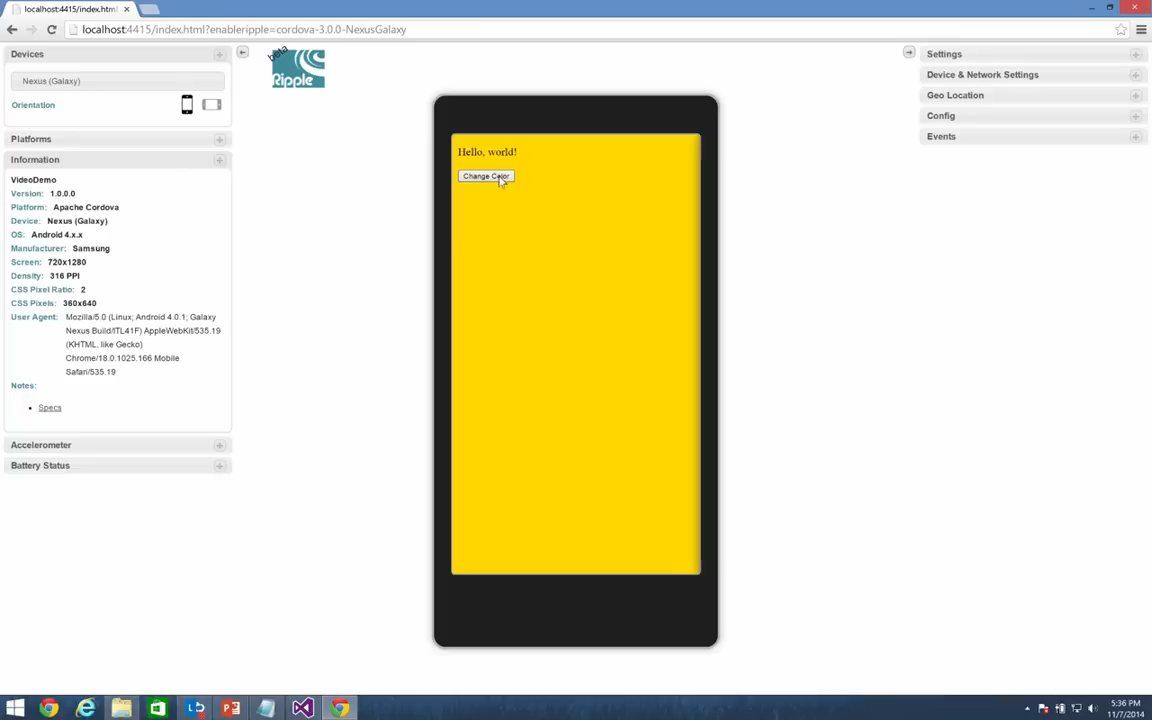 localhost:4415/index.html
localhost:4415/index.html?enableripple=cordova-3.0.0-NexusGalaxy
Devices
Nexus (Galaxy)
Orientation
Platforms
Information
VideoDemo
Version: 1.0.0.0
Platform: Apache Cordova
Device: Nexus (Galaxy)
OS: Android 4.x.x
Manufacturer: Samsung
Screen: 720x1280
Density: 316 PPI
CSS Pixel Ratio: 2
CSS Pixels: 360x640
User Agent: Mozilla/5.0 (Linux; Android 4.0.1; Galaxy
Nexus Build/ITL41F) AppleWebKit/535.19
(KHTML, like Gecko)
Chrome/18.0.1025.166 Mobile
Safari/535.19
Notes:
• Specs
Accelerometer
Battery Status
beta
Ripple
Hello, world!
Change Color
Settings
Device & Network Settings
Geo Location
Config
Events
5:36 PM
11/7/2014